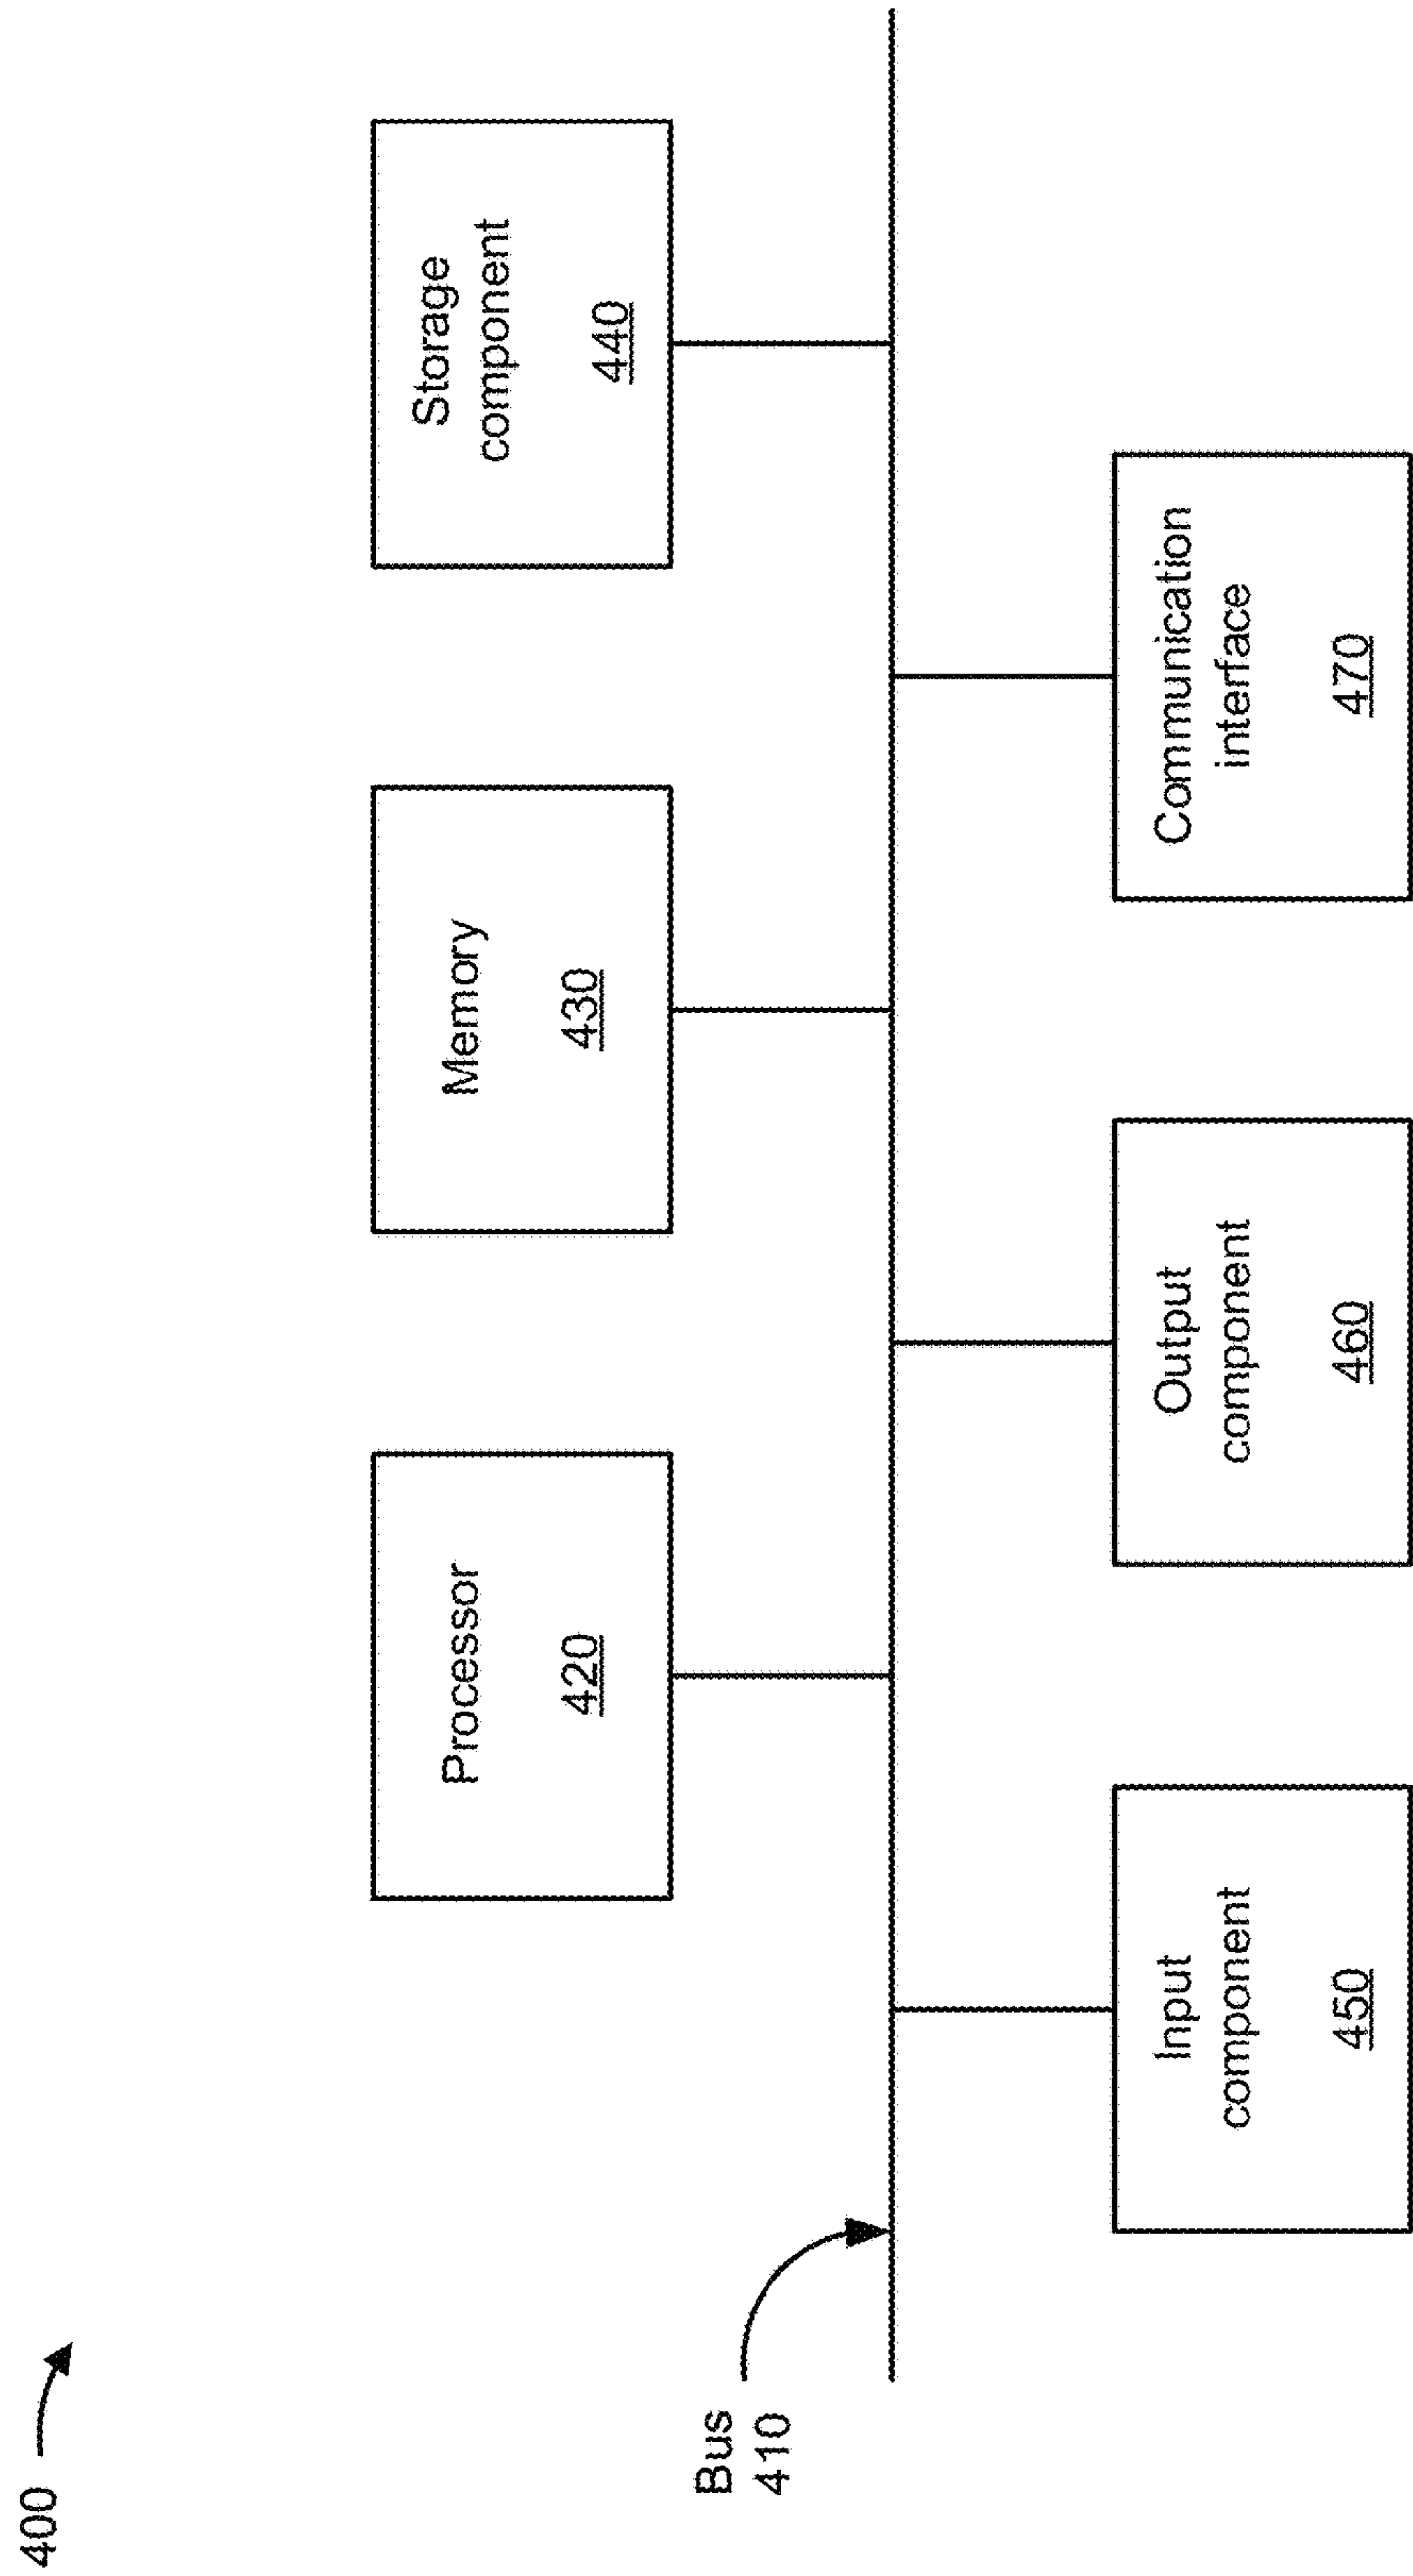 400
Processor
420
Memory
430
Storage
component
440
Bus
410
Input
component
450
Output
component
460
Communication
interface
470